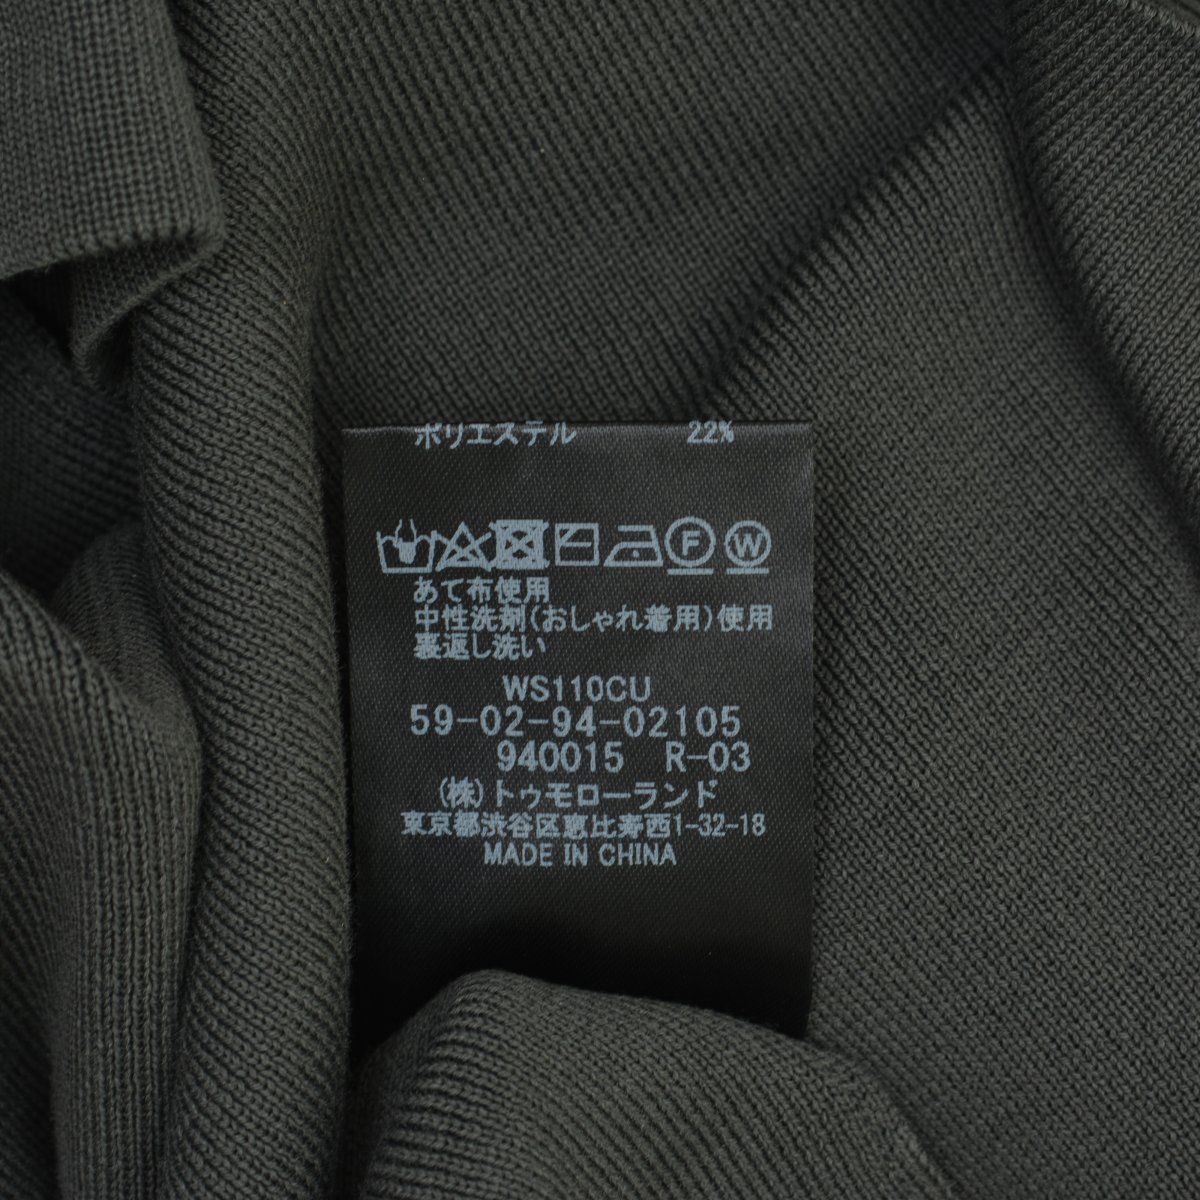 ポリエステル 22%
F W
あて布使用
中性洗剤(おしゃれ着用)使用
裏返し洗い
WS110CU
59-02-94-02105
940015 R-03
(株)トゥモローランド
東京都渋谷区恵比寿西1-32-18
MADE IN CHINA